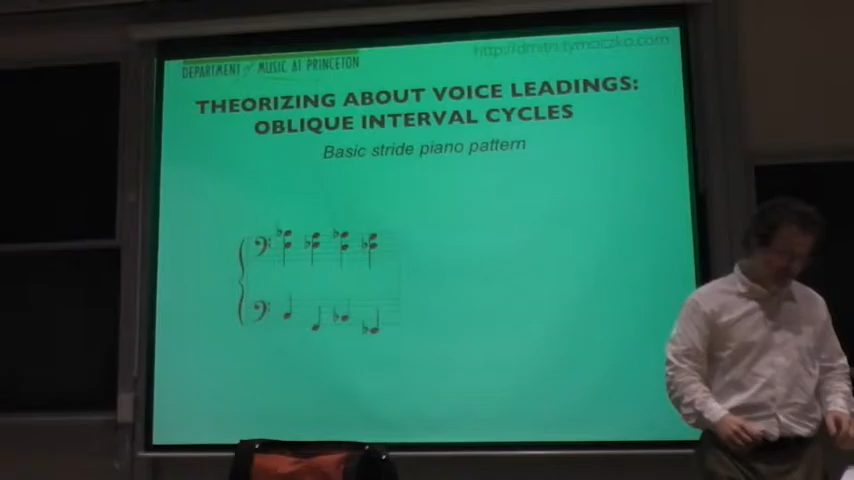 http://dmitri.tymoczko.com
DEPARTMENT of MUSIC AT PRINCETON
THEORIZING ABOUT VOICE LEADINGS:
OBLIQUE INTERVAL CYCLES
Basic stride piano pattern